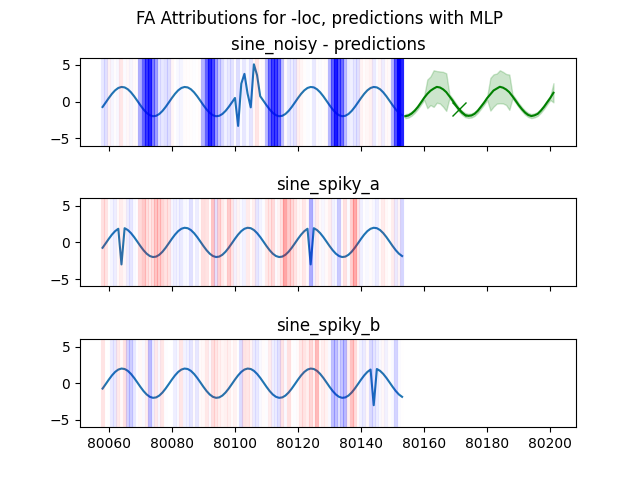 FA Attributions for -loc, predictions with MLP
sine_noisy - predictions
5
0
−5
sine_spiky_a
5
0
−5
sine_spiky_b
5
0
−5
80060 80080 80100 80120 80140 80160 80180 80200